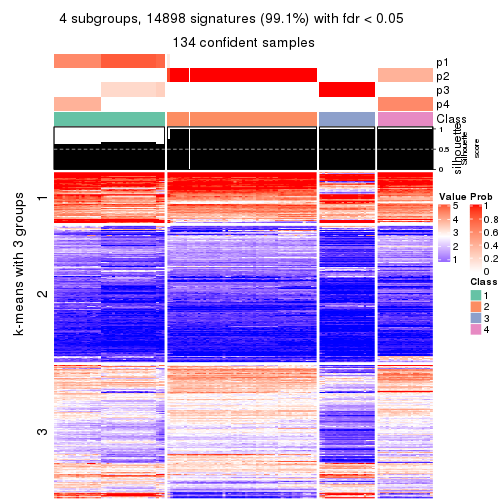 4 subgroups, 14898 signatures (99.1%) with fdr < 0.05
134 confident samples
p1
p2
p3
p4
Class
silhouette
Silhouette
score
1
0.5
0
k-means with 3 groups
1
2
3
Value
5
4
3
2
1
Prob
1
0.8
0.6
0.4
0.2
0
Class
1
2
3
4